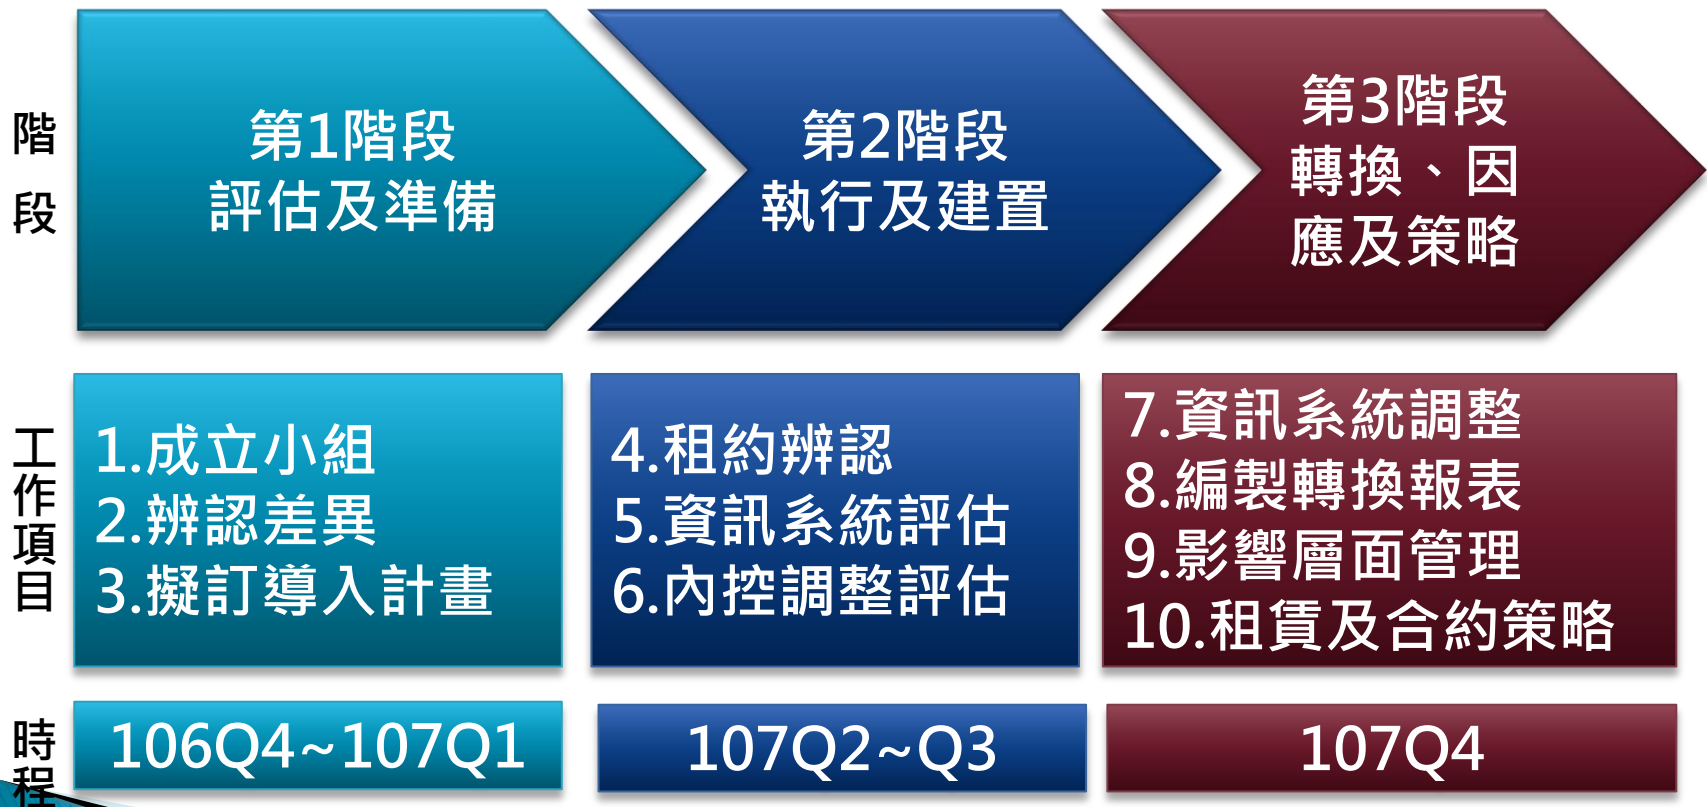 階段
第1階段
評估及準備
第2階段
執行及建置
第3階段
轉換、因
應及策略
工作項目
1.成立小組
2.辨認差異
3.擬訂導入計畫
4.租約辨認
5.資訊系統評估
6.內控調整評估
7.資訊系統調整
8.編製轉換報表
9.影響層面管理
10.租賃及合約策略
時程
106Q4~107Q1
107Q2~Q3
107Q4